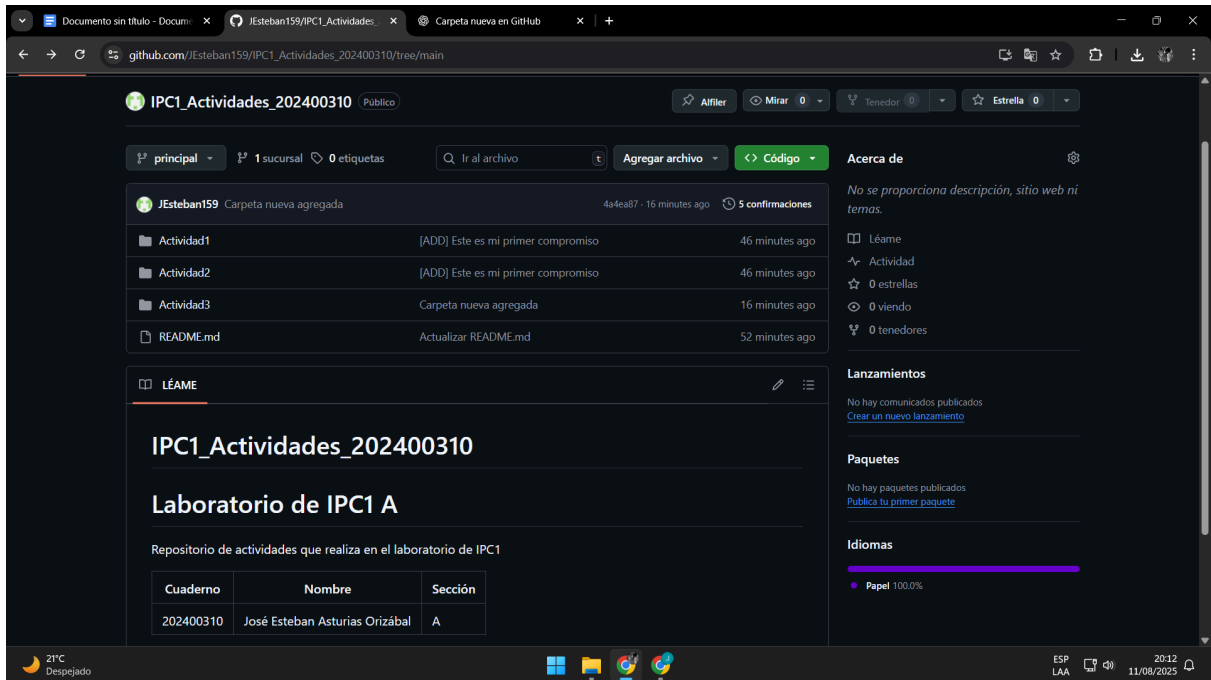 Documento sin título - Docume
JEsteban159/IPC1_Actividades_
Carpeta nueva en GitHub
github.com/JEsteban159/IPC1_Actividades_202400310/tree/main
IPC1_Actividades_202400310 Público
Alfiler
Mirar 0
Tenedor 0
Estrella 0
principal
1 sucursal
0 etiquetas
Ir al archivo t
Agregar archivo
<> Código
JEsteban159 Carpeta nueva agregada 4a4ea87 · 16 minutes ago 5 confirmaciones
Actividad1 [ADD] Este es mi primer compromiso 46 minutes ago
Actividad2 [ADD] Este es mi primer compromiso 46 minutes ago
Actividad3 Carpeta nueva agregada 16 minutes ago
README.md Actualizar README.md 52 minutes ago
LÉAME
IPC1_Actividades_202400310
Laboratorio de IPC1 A
Repositorio de actividades que realiza en el laboratorio de IPC1
Cuaderno Nombre Sección
202400310 José Esteban Asturias Orizábal A
Acerca de
No se proporciona descripción, sitio web ni
temas.
Léame
Actividad
0 estrellas
0 viendo
0 tenedores
Lanzamientos
No hay comunicados publicados
Crear un nuevo lanzamiento
Paquetes
No hay paquetes publicados
Publica tu primer paquete
Idiomas
Papel 100.0%
21°C
Despejado
ESP
LAA
20:12
11/08/2025